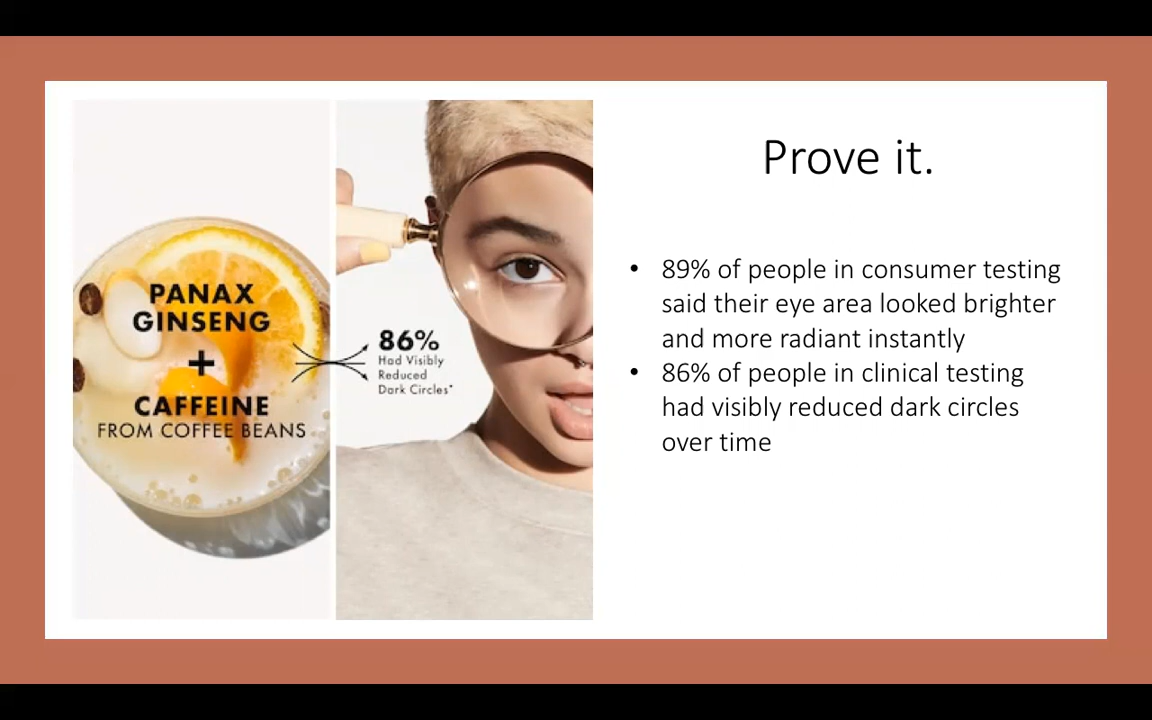 PANAX
GINSENG
+
CAFFEINE
FROM COFFEE BEANS
86%
Had Visibly
Reduced
Dark Circles*
Prove it.
• 89% of people in consumer testing
said their eye area looked brighter
and more radiant instantly
• 86% of people in clinical testing
had visibly reduced dark circles
over time